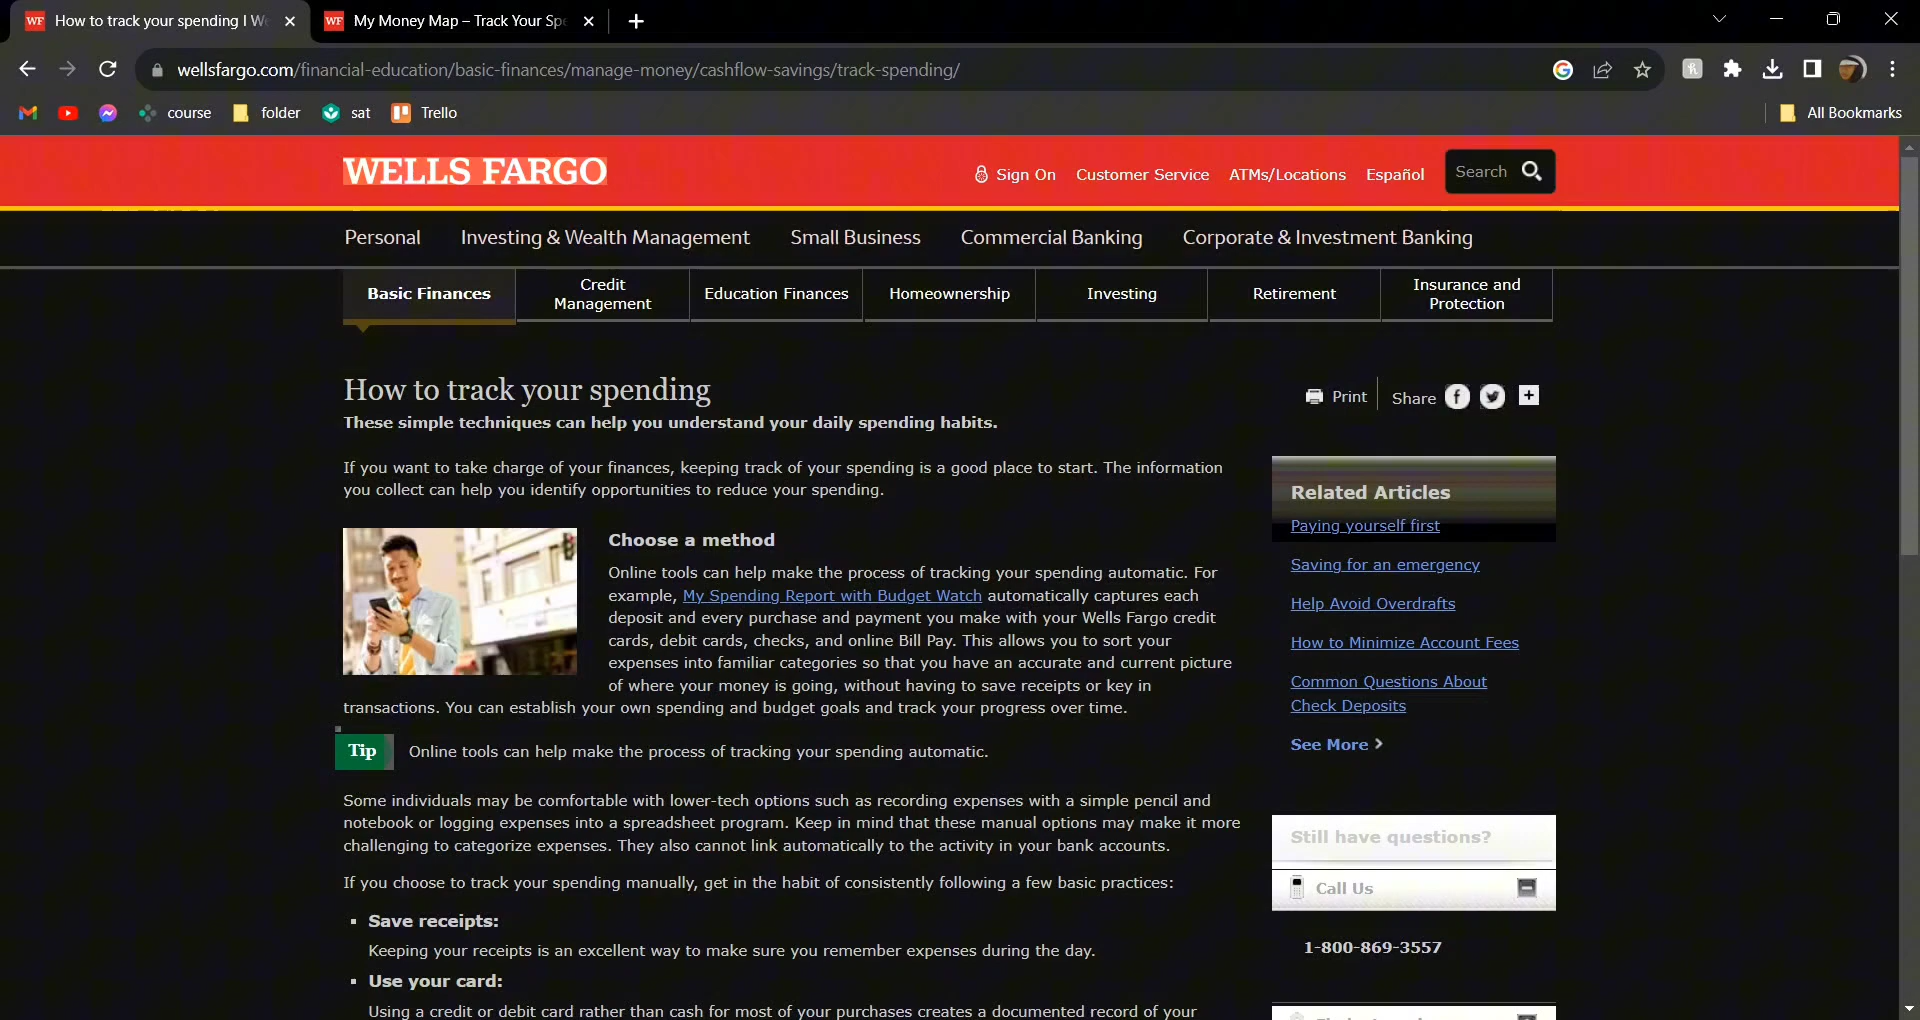 How to track your spending | W
My Money Map – Track Your Sp
wellsfargo.com/financial-education/basic-finances/manage-money/cashflow-savings/track-spending/
course
folder
sat
Trello
All Bookmarks
WELLS FARGO
Sign On
Customer Service
ATMs/Locations
Español
Search
Personal
Investing & Wealth Management
Small Business
Commercial Banking
Corporate & Investment Banking
Basic Finances
Credit
Management
Education Finances
Homeownership
Investing
Retirement
Insurance and
Protection
How to track your spending
Print
Share
These simple techniques can help you understand your daily spending habits.
If you want to take charge of your finances, keeping track of your spending is a good place to start. The information
you collect can help you identify opportunities to reduce your spending.
Choose a method
Online tools can help make the process of tracking your spending automatic. For
example, My Spending Report with Budget Watch automatically captures each
deposit and every purchase and payment you make with your Wells Fargo credit
cards, debit cards, checks, and online Bill Pay. This allows you to sort your
expenses into familiar categories so that you have an accurate and current picture
of where your money is going, without having to save receipts or key in
transactions. You can establish your own spending and budget goals and track your progress over time.
Tip
Online tools can help make the process of tracking your spending automatic.
Some individuals may be comfortable with lower-tech options such as recording expenses with a simple pencil and
notebook or logging expenses into a spreadsheet program. Keep in mind that these manual options may make it more
challenging to categorize expenses. They also cannot link automatically to the activity in your bank accounts.
If you choose to track your spending manually, get in the habit of consistently following a few basic practices:
Save receipts:
Keeping your receipts is an excellent way to make sure you remember expenses during the day.
Use your card:
Using a credit or debit card rather than cash for most of your purchases creates a documented record of your
Related Articles
Paying yourself first
Saving for an emergency
Help Avoid Overdrafts
How to Minimize Account Fees
Common Questions About
Check Deposits
See More
Still have questions?
Call Us
1-800-869-3557